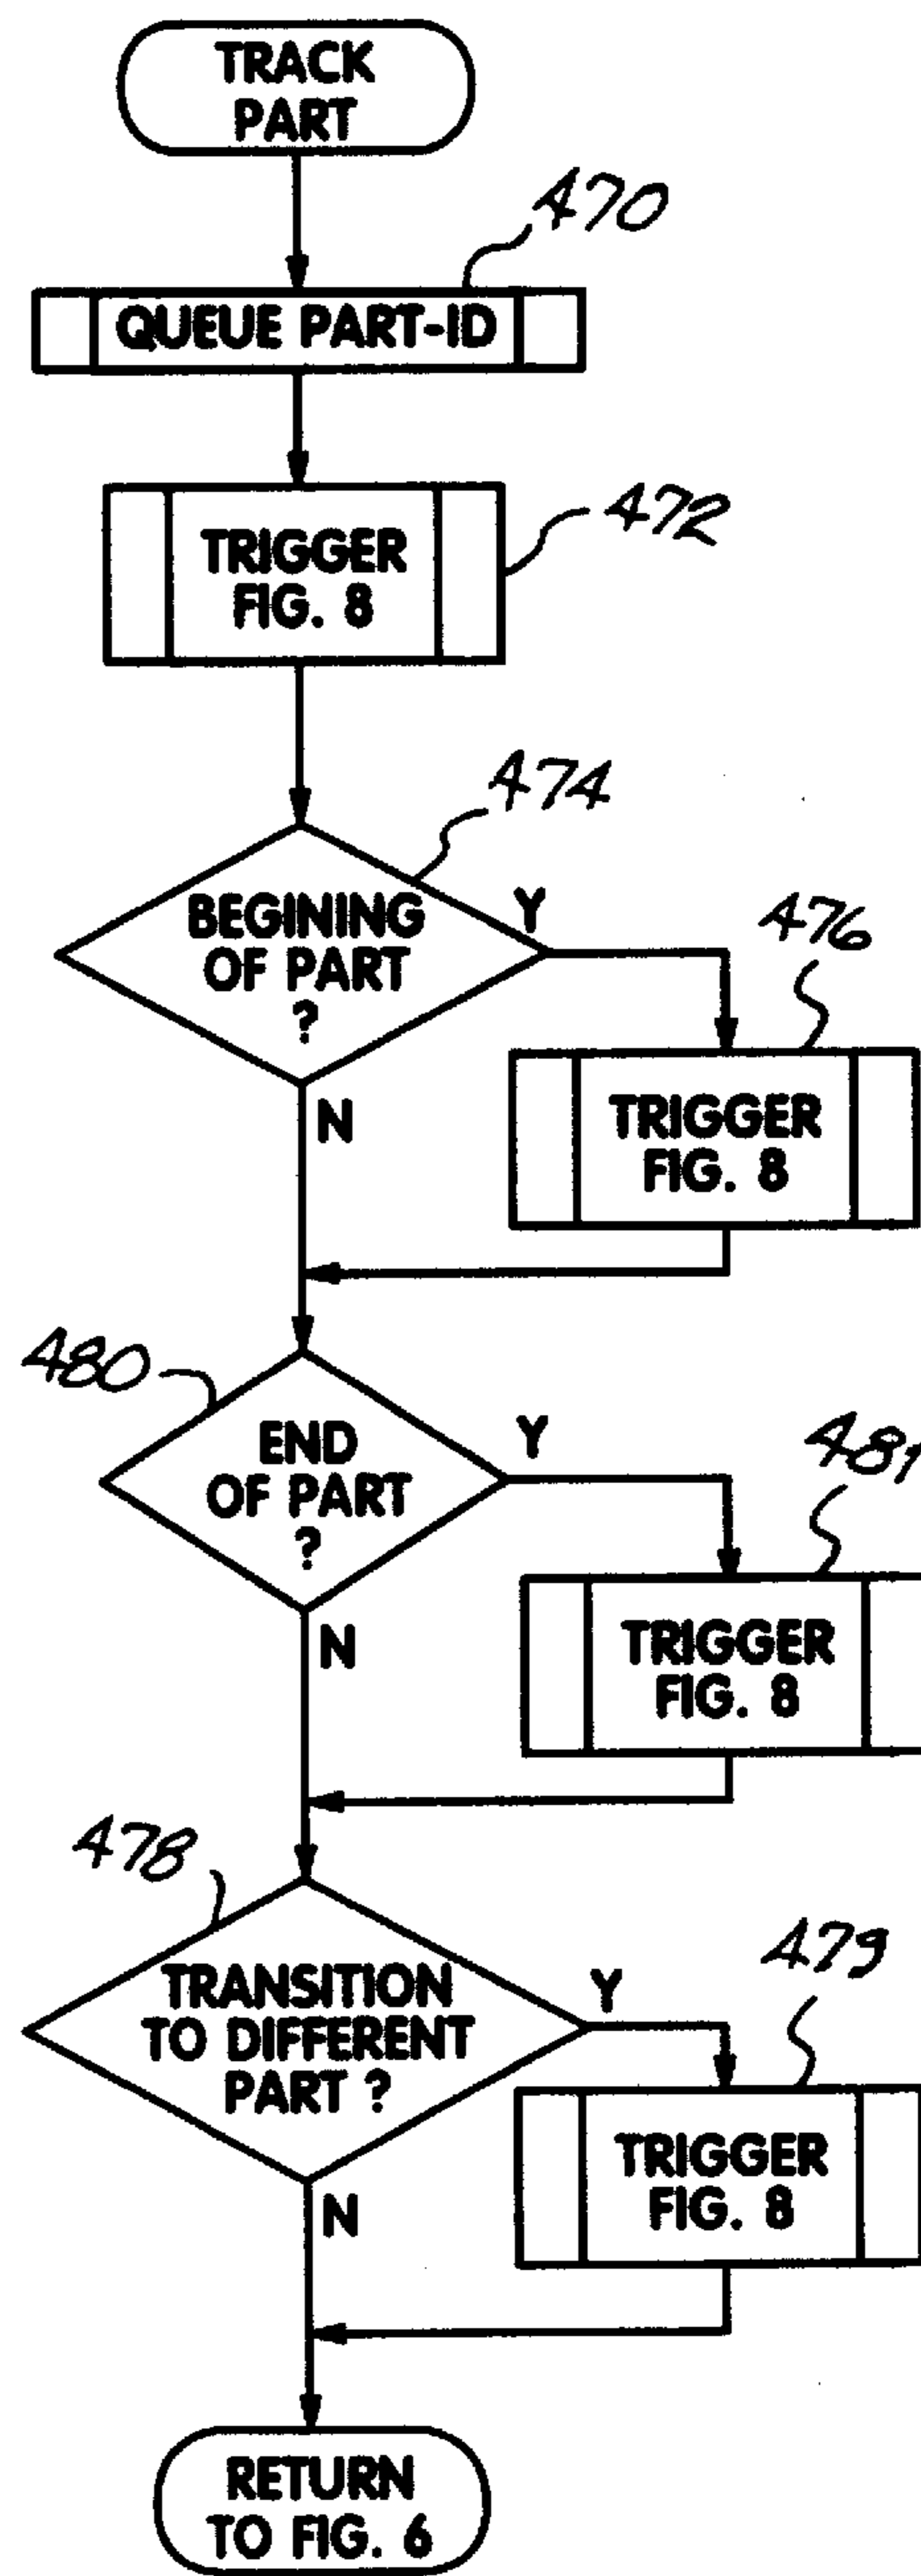 TRACK
PART
470
QUEUE PART-ID
472
TRIGGER
FIG. 8
474
BEGINING
OF PART
?
Y
476
TRIGGER
FIG. 8
N
480
END
OF PART
?
Y
481
TRIGGER
FIG. 8
N
478
TRANSITION
TO DIFFERENT
PART ?
Y
479
TRIGGER
FIG. 8
N
RETURN
TO FIG. 6